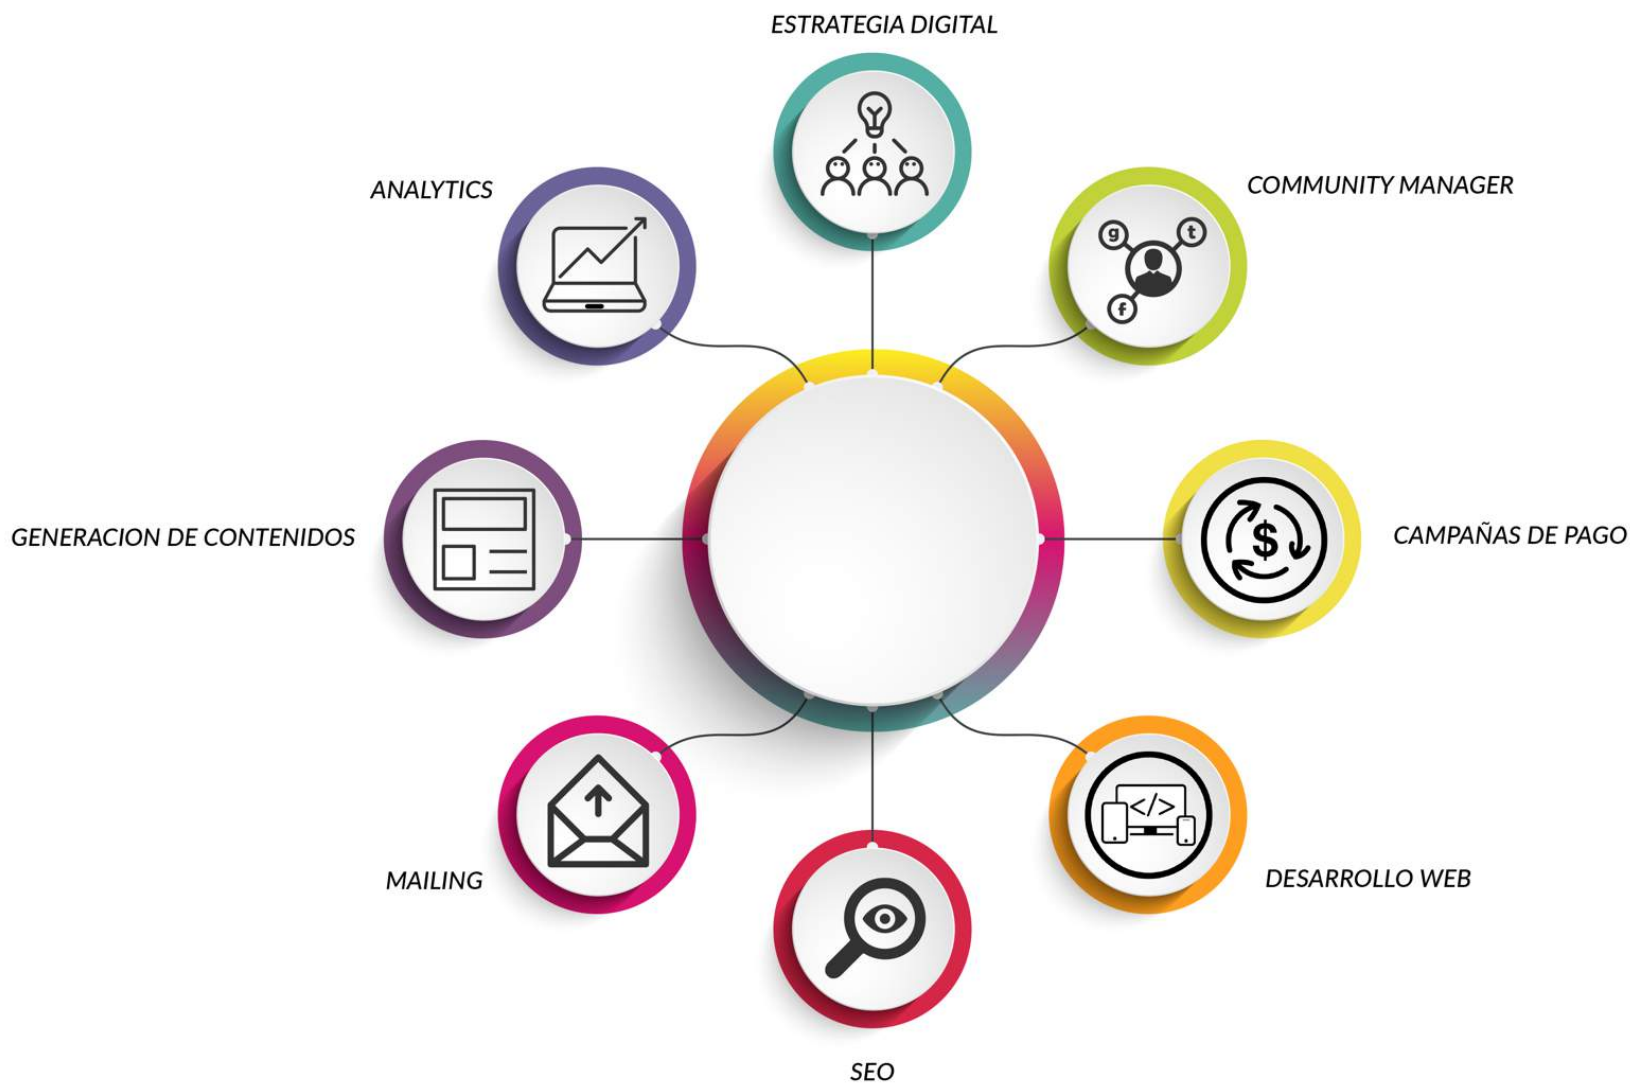 ESTRATEGIA DIGITAL
ANALYTICS
COMMUNITY MANAGER
g
t
f
GENERACION DE CONTENIDOS
$
CAMPAÑAS DE PAGO
</>
MAILING
DESARROLLO WEB
SEO